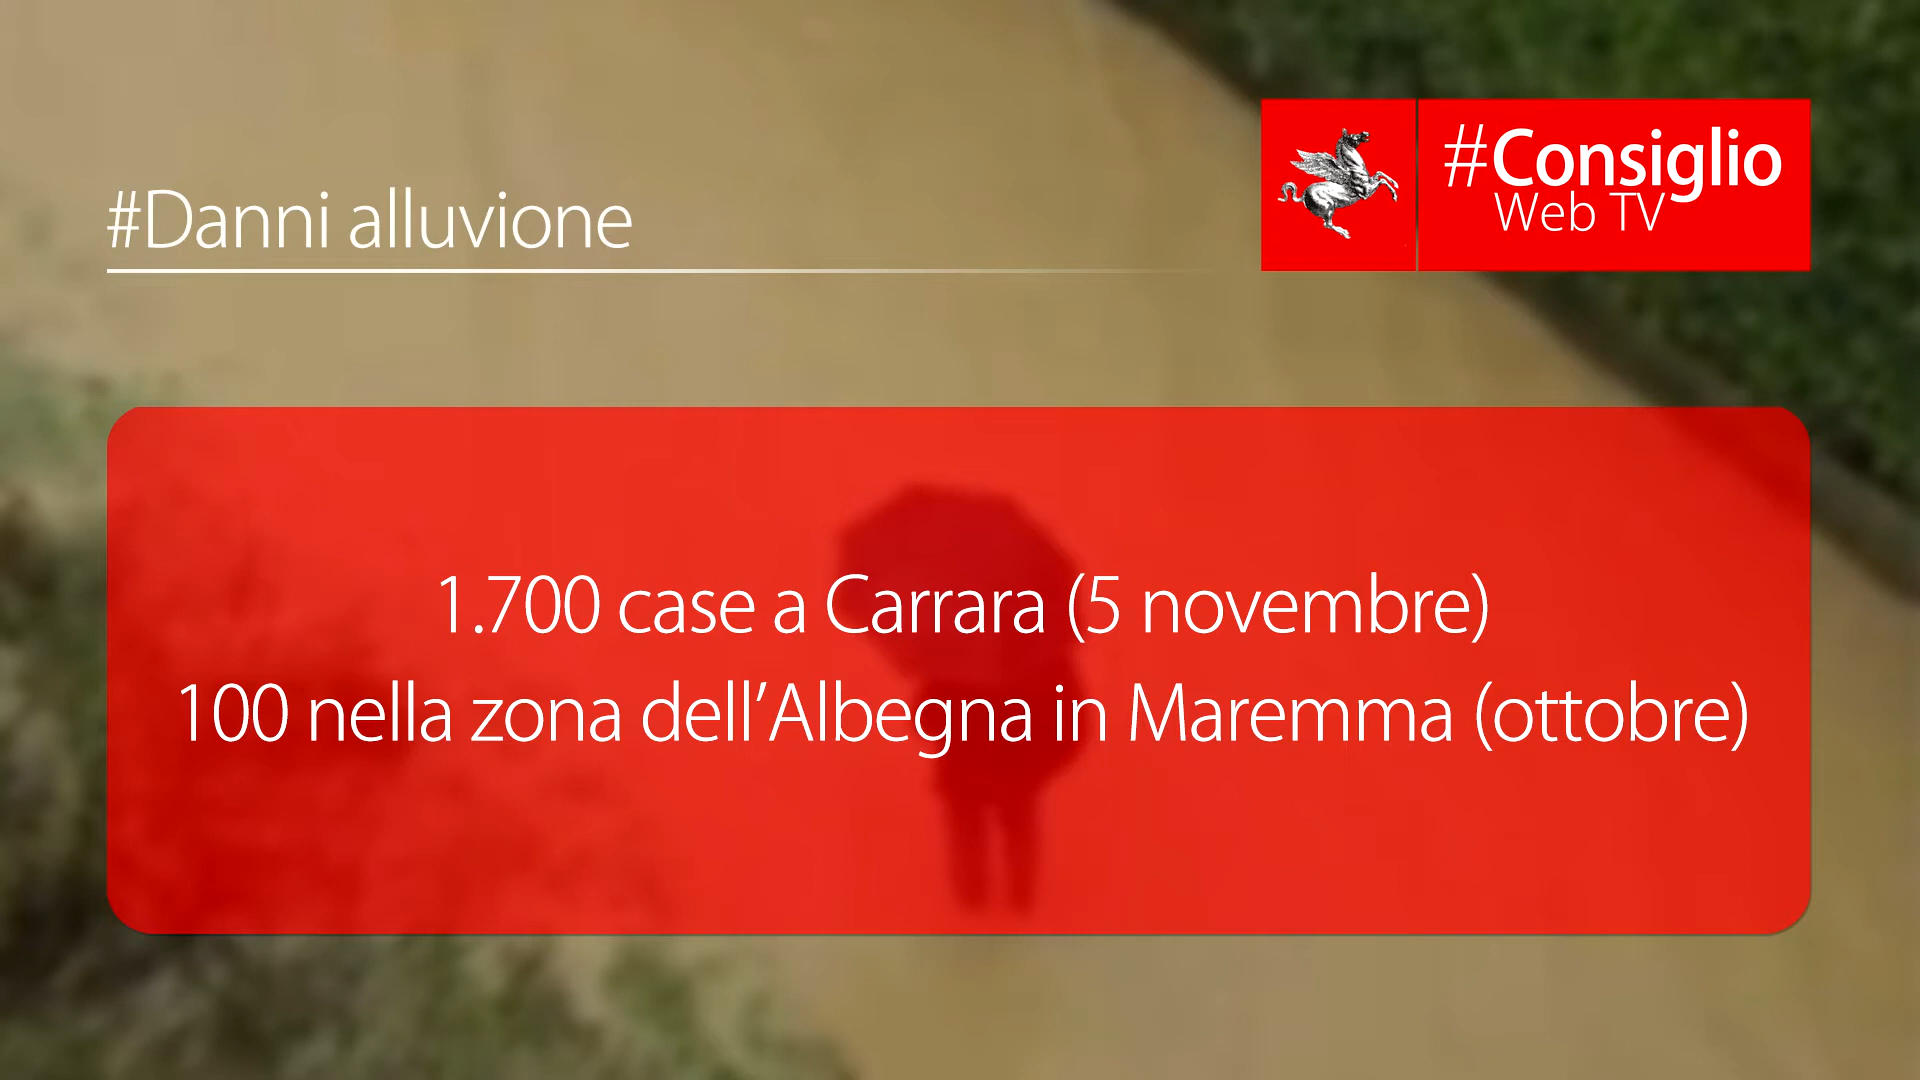 #Consiglio
Web TV
#Danni alluvione
1.700 case a Carrara (5 novembre)
100 nella zona dell’Albegna in Maremma (ottobre)